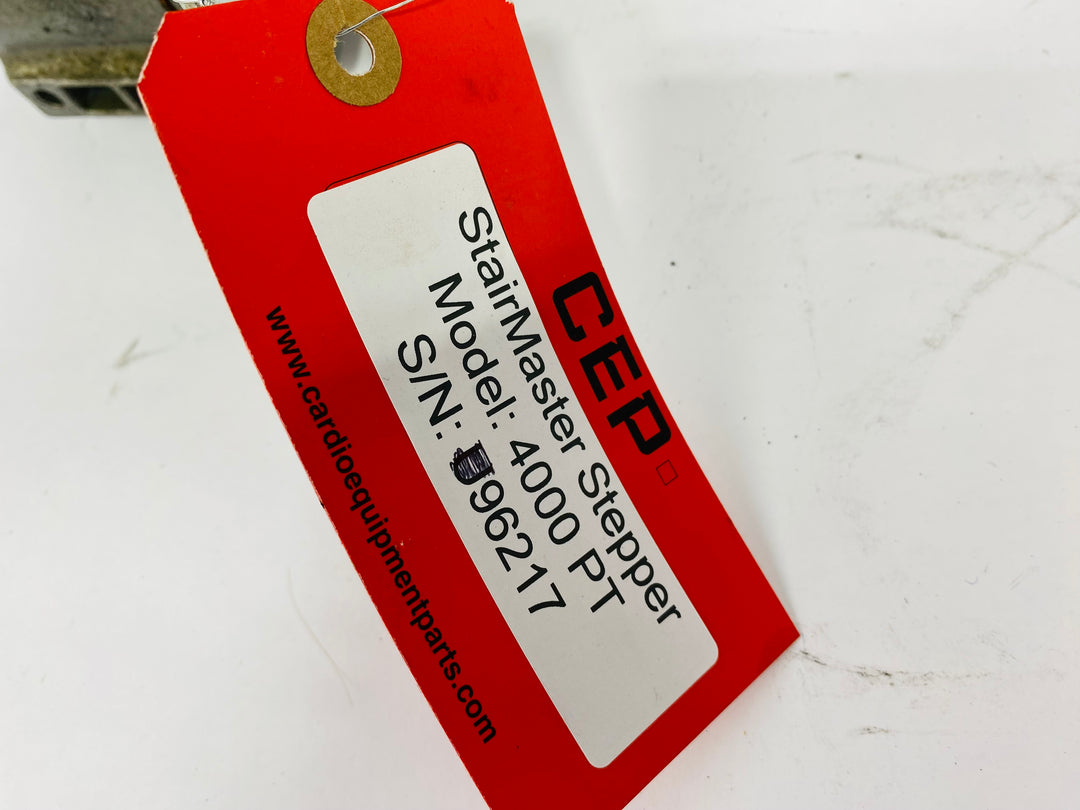 CEP
StairMaster Stepper
Model: 4000 PT
S/N: 96217
www.cardioequipmentparts.com